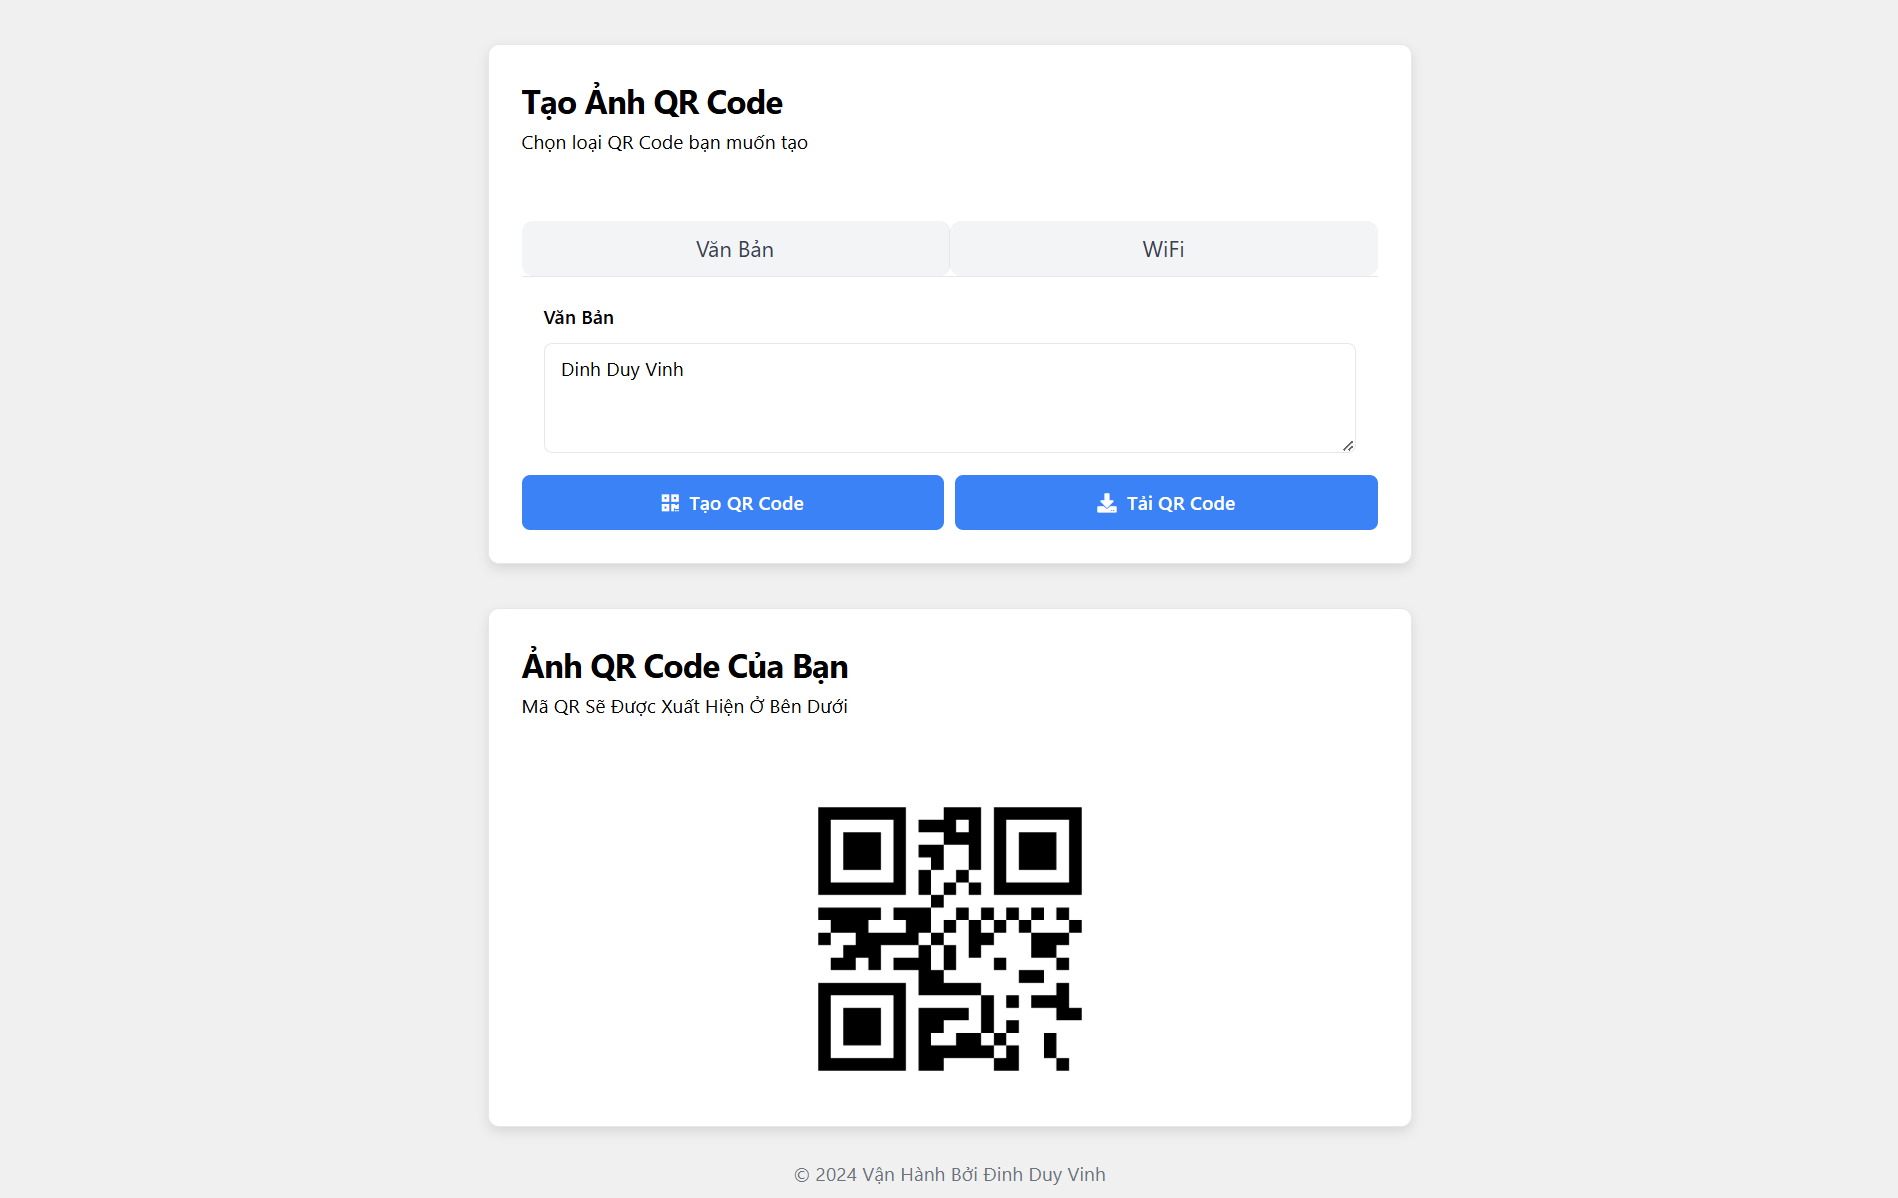 Tạo Ảnh QR Code
Chọn loại QR Code bạn muốn tạo
Văn Bản
WiFi
Văn Bản
Dinh Duy Vinh
Tạo QR Code
Tải QR Code
Ảnh QR Code Của Bạn
Mã QR Sẽ Được Xuất Hiện Ở Bên Dưới
© 2024 Vận Hành Bởi Đinh Duy Vinh